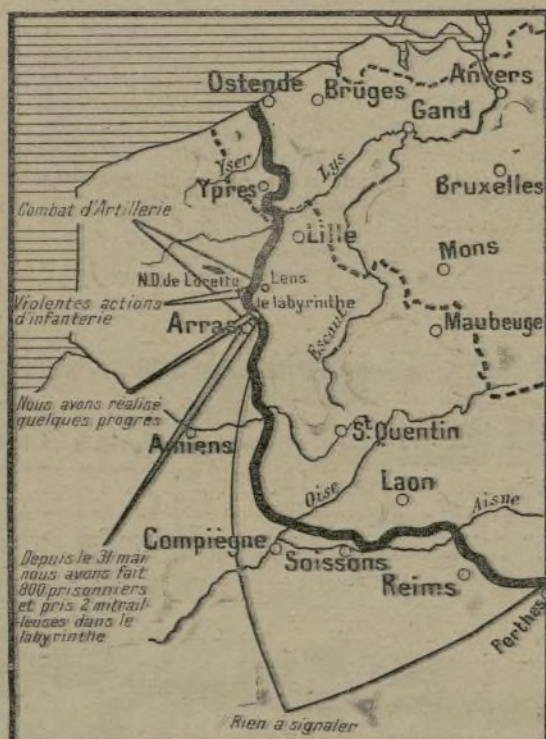 Ostende
Bruges
Anvers
Gand
Yser
Lys
Ypres
Bruxelles
Combat d'Artillerie
Lille
Mons
N.D. de Lorette
Lens
le labyrinthe
Violentes actions
d'infanterie
Arras
Escaut
Maubeuge
Nous avons réalisé
quelques progrès
Amiens
St Quentin
Oise
Laon
Aisne
Compiègne
Soissons
Reims
Depuis le 31 mai
nous avons fait
800 prisonniers
et pris 2 mitrail-
leuses dans le
labyrinthe
Perthes
Rien a signaler